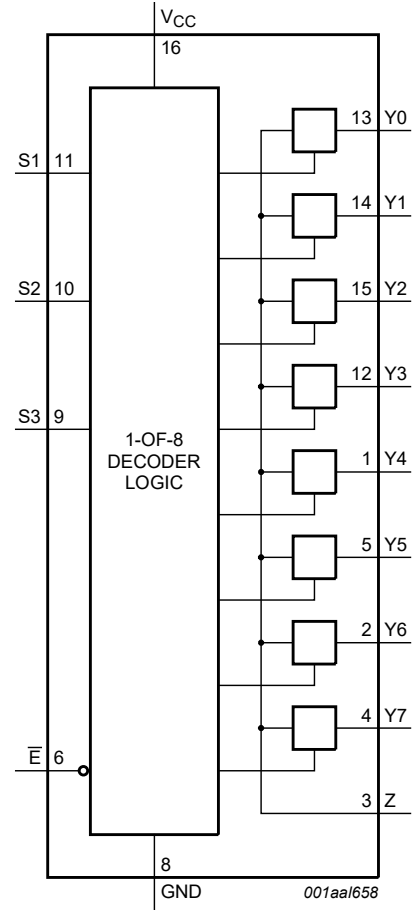 VCC
16
13 Y0
S1 11
14 Y1
S2 10
15 Y2
12 Y3
S3 9
1-OF-8
DECODER
LOGIC
1 Y4
5 Y5
2 Y6
4 Y7
E 6
3 Z
8
GND
001aal658